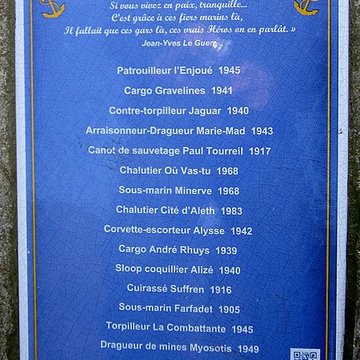 Si vous vivez en paix, tranquille...
C'est grâce à ces fiers marins là,
Il fallait que ces gars là, ces vrais Héros on en parlât. »
Jean-Yves Le Guen
Patrouilleur l'Enjoué 1945
Cargo Gravelines 1941
Contre-torpilleur Jaguar 1940
Arraisonneur-Dragueur Marie-Mad 1943
Canot de sauvetage Paul Tourreil 1917
Chalutier Où Vas-tu 1968
Sous-marin Minerve 1968
Chalutier Cité d'Aleth 1983
Corvette-escorteur Alysse 1942
Cargo André Rhuys 1939
Sloop coquillier Alizé 1940
Cuirassé Suffren 1916
Sous-marin Farfadet 1905
Torpilleur La Combattante 1945
Dragueur de mines Myosotis 1949